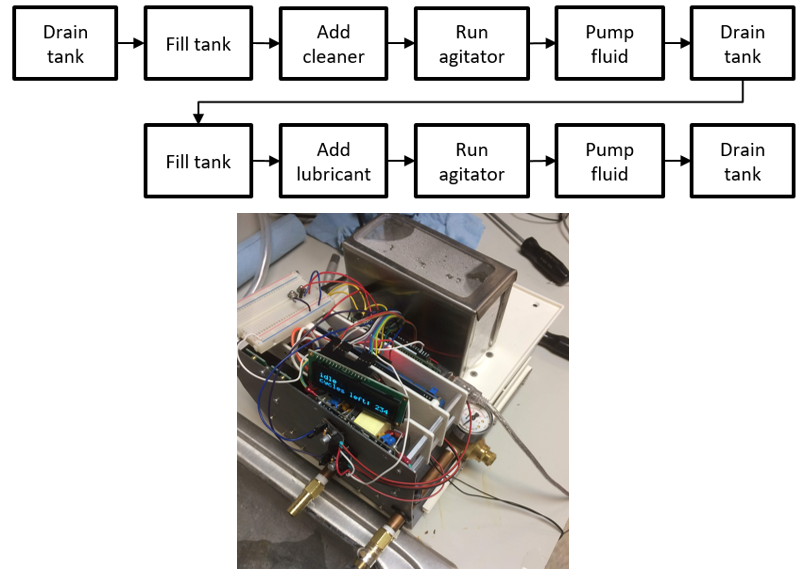 Drain
tank
Fill tank
Add
cleaner
Run
agitator
Pump
fluid
Drain
tank
Fill tank
Add
lubricant
Run
agitator
Pump
fluid
Drain
tank
idle
cycles left: 234